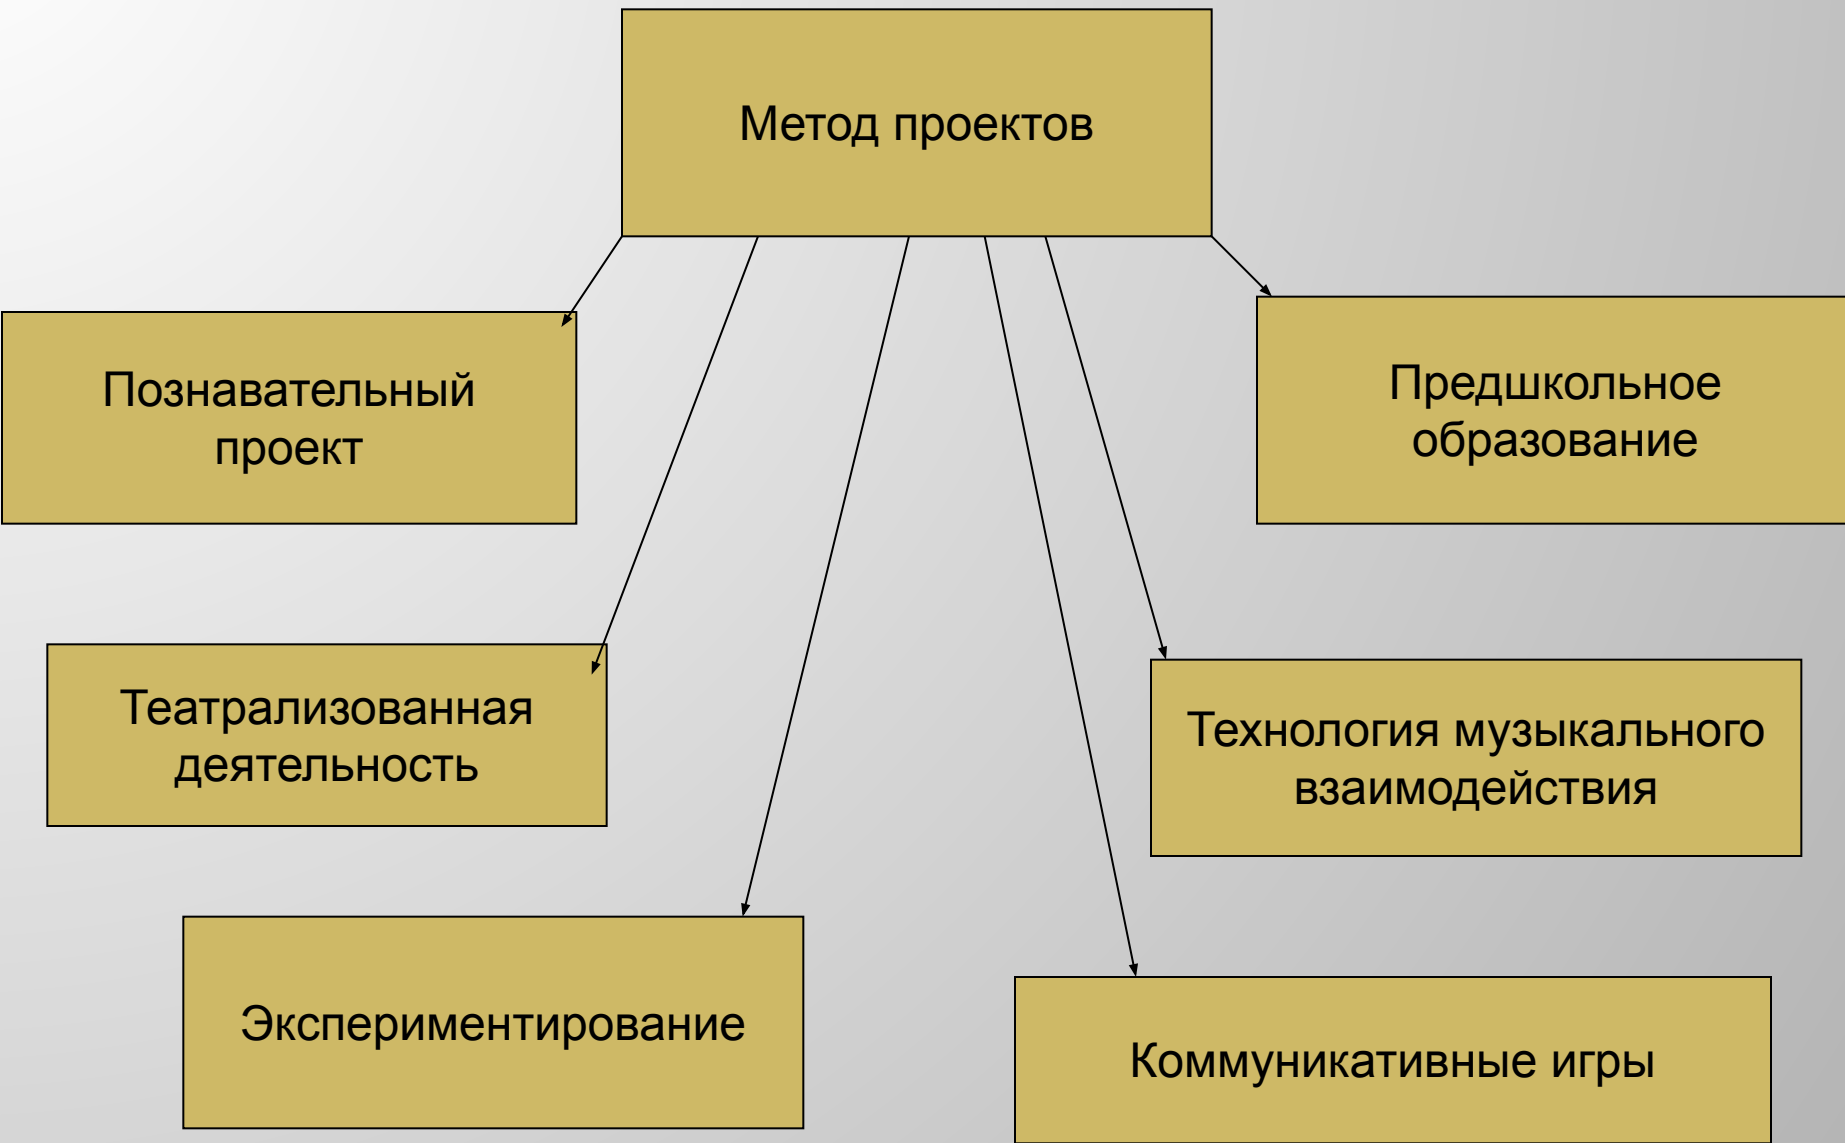 Метод проектов
Познавательный
проект
Предшкольное
образование
Театрализованная
деятельность
Технология музыкального
взаимодействия
Экспериментирование
Коммуникативные игры